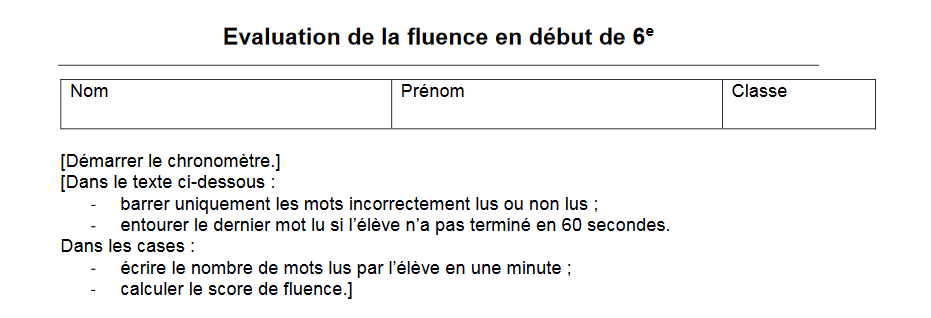 Evaluation de la fluence en début de 6e
Nom Prénom Classe
[Démarrer le chronomètre.]
[Dans le texte ci-dessous :
- barrer uniquement les mots incorrectement lus ou non lus ;
- entourer le dernier mot lu si l’élève n’a pas terminé en 60 secondes.
Dans les cases :
- écrire le nombre de mots lus par l’élève en une minute ;
- calculer le score de fluence.]